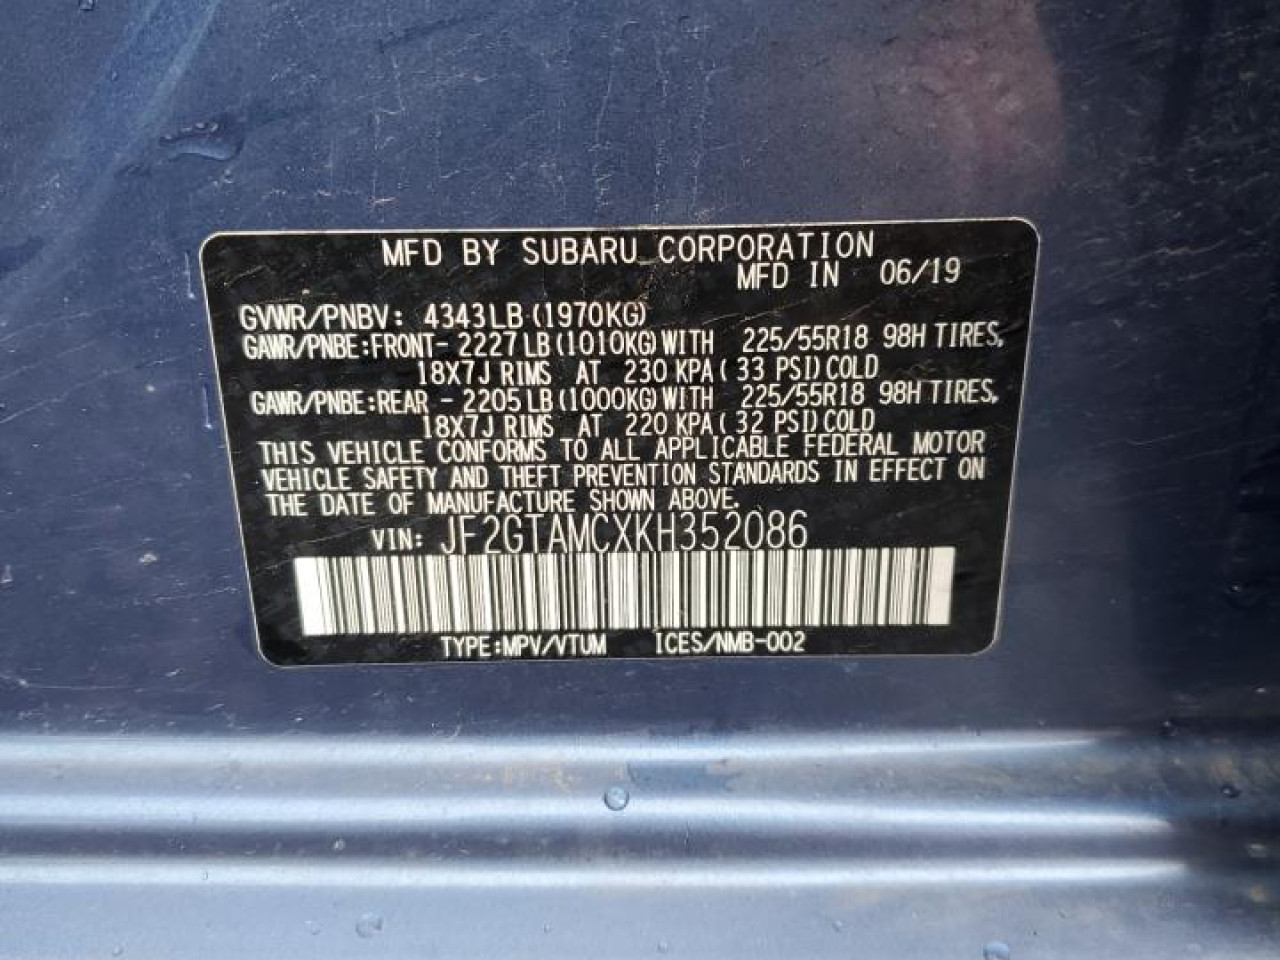 MFD BY SUBARU CORPORATION
MFD IN 06/19
GVWR/PNBV: 4343LB (1970KG)
GAWR/PNBE:FRONT- 2227LB (1010KG) WITH 225/55R18 98H TIRES,
18X7J RIMS AT 230 KPA ( 33 PSI) COLD
GAWR/PNBE:REAR - 2205LB (1000KG) WITH 225/55R18 98H TIRES,
18X7J RIMS AT 220 KPA ( 32 PSI) COLD
THIS VEHICLE CONFORMS TO ALL APPLICABLE FEDERAL MOTOR
VEHICLE SAFETY AND THEFT PREVENTION STANDARDS IN EFFECT ON
THE DATE OF MANUFACTURE SHOWN ABOVE.
VIN: JF2GTAMCXKH352086
TYPE:MPV/VTUM ICES/NMB-002